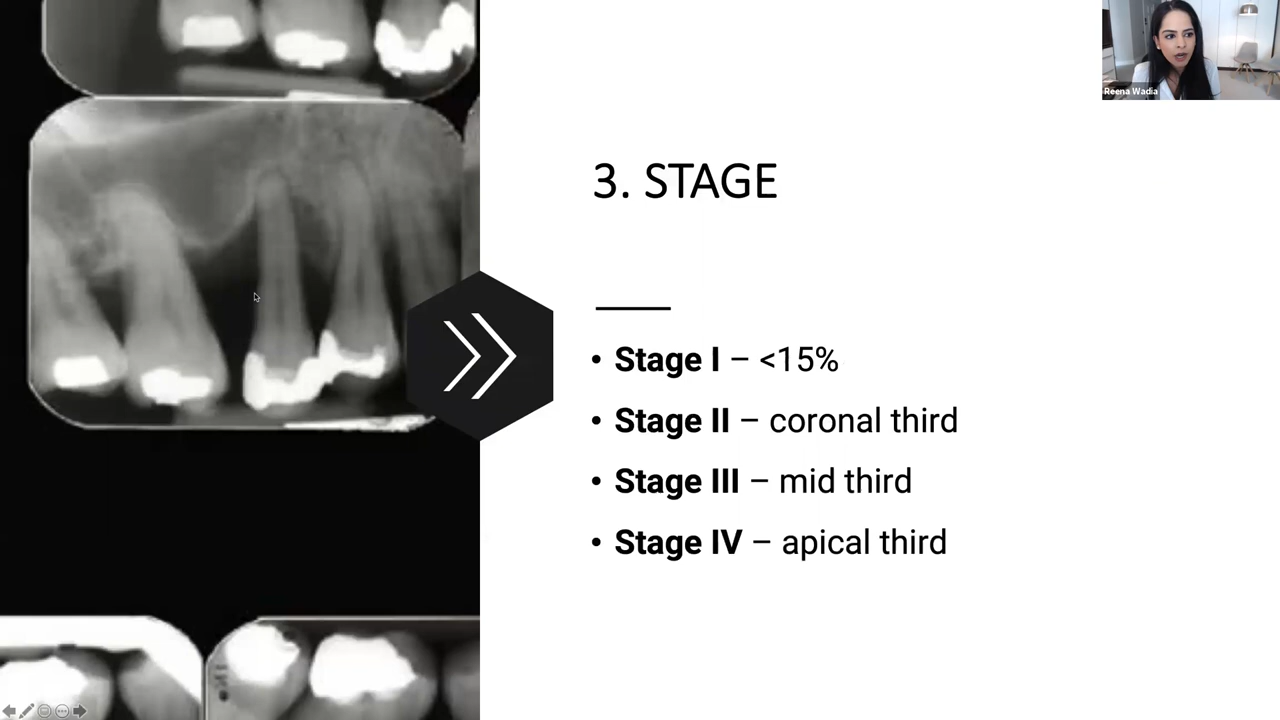 Reena Wadia
3. STAGE
• Stage I – <15%
• Stage II – coronal third
• Stage III – mid third
• Stage IV – apical third